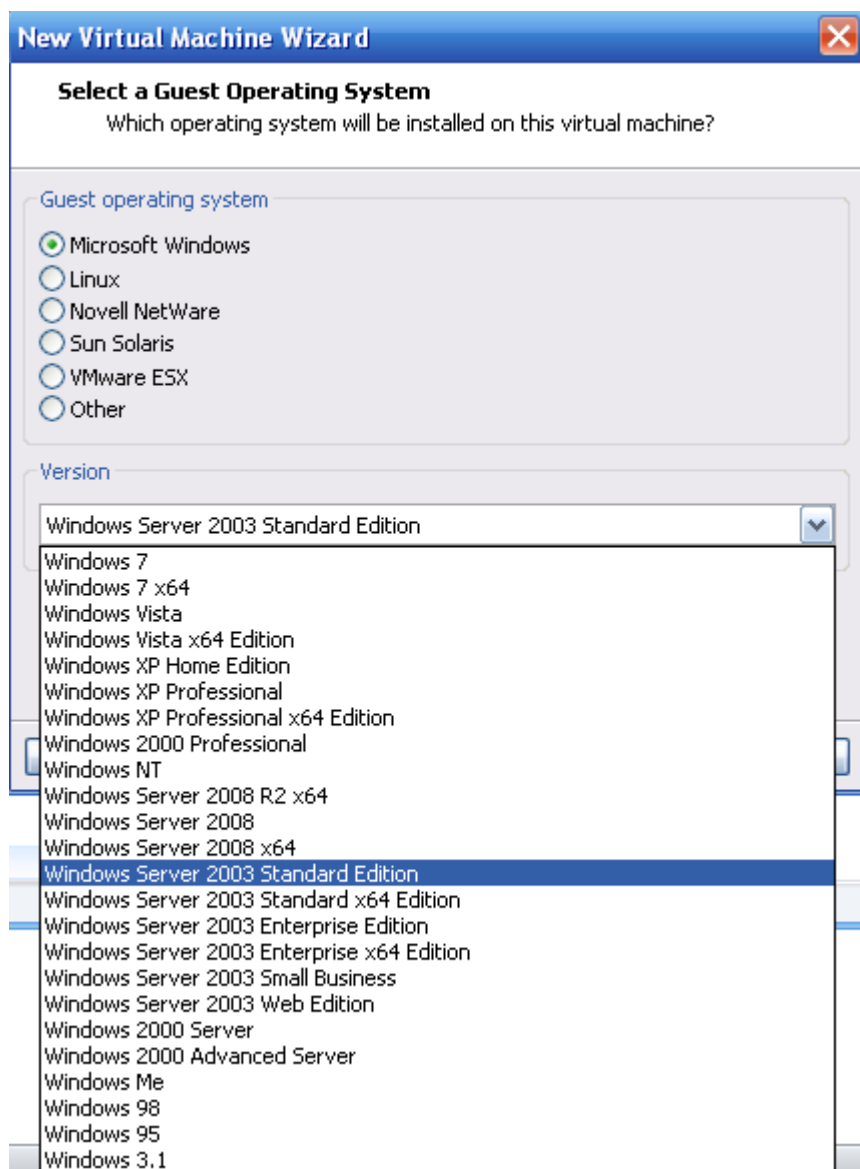 New Virtual Machine Wizard
Select a Guest Operating System
Which operating system will be installed on this virtual machine?
Guest operating system
Microsoft Windows
Linux
Novell NetWare
Sun Solaris
VMware ESX
Other
Version
Windows Server 2003 Standard Edition
Windows 7
Windows 7 x64
Windows Vista
Windows Vista x64 Edition
Windows XP Home Edition
Windows XP Professional
Windows XP Professional x64 Edition
Windows 2000 Professional
Windows NT
Windows Server 2008 R2 x64
Windows Server 2008
Windows Server 2008 x64
Windows Server 2003 Standard Edition
Windows Server 2003 Standard x64 Edition
Windows Server 2003 Enterprise Edition
Windows Server 2003 Enterprise x64 Edition
Windows Server 2003 Small Business
Windows Server 2003 Web Edition
Windows 2000 Server
Windows 2000 Advanced Server
Windows Me
Windows 98
Windows 95
Windows 3.1